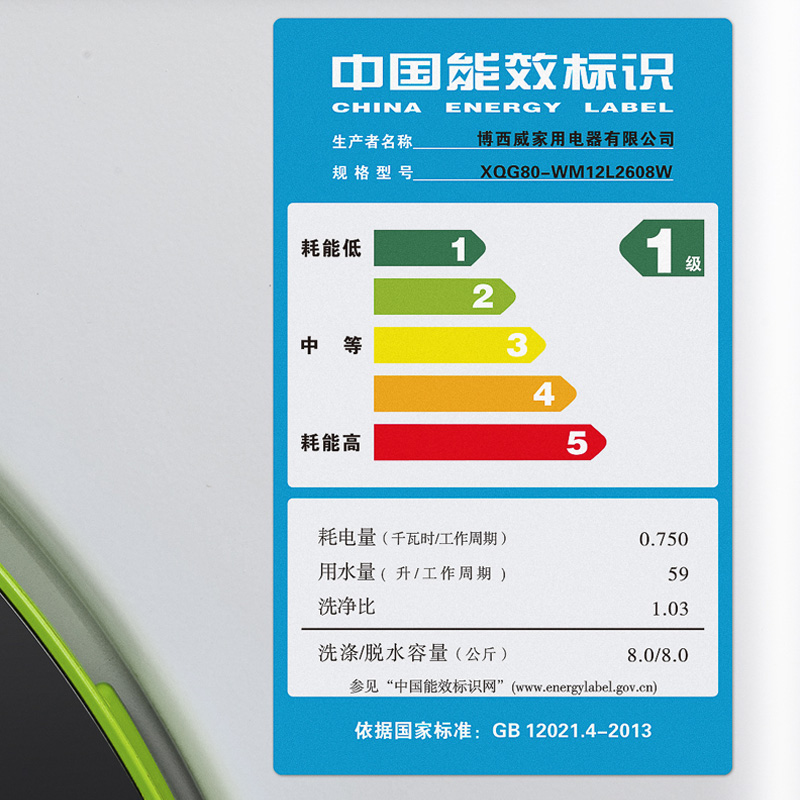 中国能效标识
CHINA ENERGY LABEL
生产者名称 博西威家用电器有限公司
规格型号 XQG80-WM12L2608W
耗能低 1 1级
2
中等 3
4
耗能高 5
耗电量（千瓦时/工作周期） 0.750
用水量（升/工作周期） 59
洗净比 1.03
洗涤/脱水容量（公斤） 8.0/8.0
参见“中国能效标识网”(www.energylabel.gov.cn)
依据国家标准：GB 12021.4-2013